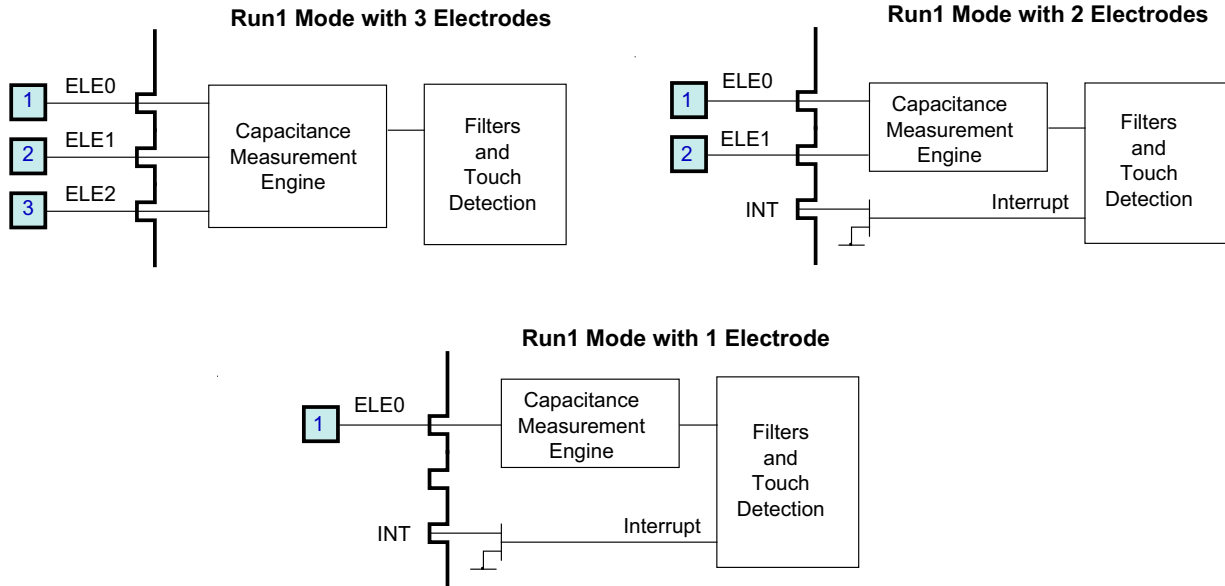 Run1 Mode with 3 Electrodes
1
ELE0
2
ELE1
3
ELE2
Capacitance
Measurement
Engine
Filters
and
Touch
Detection
Run1 Mode with 2 Electrodes
1
ELE0
2
ELE1
INT
Capacitance
Measurement
Engine
Interrupt
Filters
and
Touch
Detection
Run1 Mode with 1 Electrode
1
ELE0
INT
Capacitance
Measurement
Engine
Interrupt
Filters
and
Touch
Detection